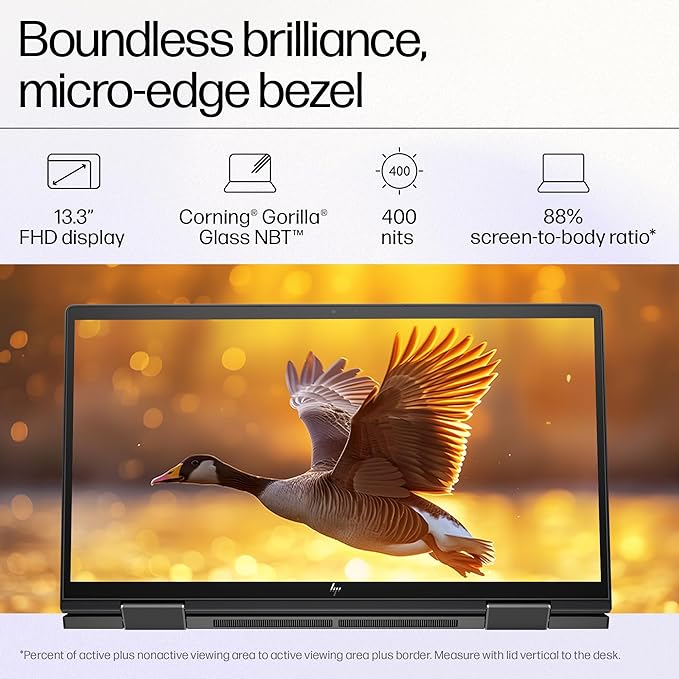 Boundless brilliance,
micro-edge bezel
400
13.3”
FHD display
Corning® Gorilla®
Glass NBT™
400
nits
88%
screen-to-body ratio*
hp
*Percent of active plus nonactive viewing area to active viewing area plus border. Measure with lid vertical to the desk.